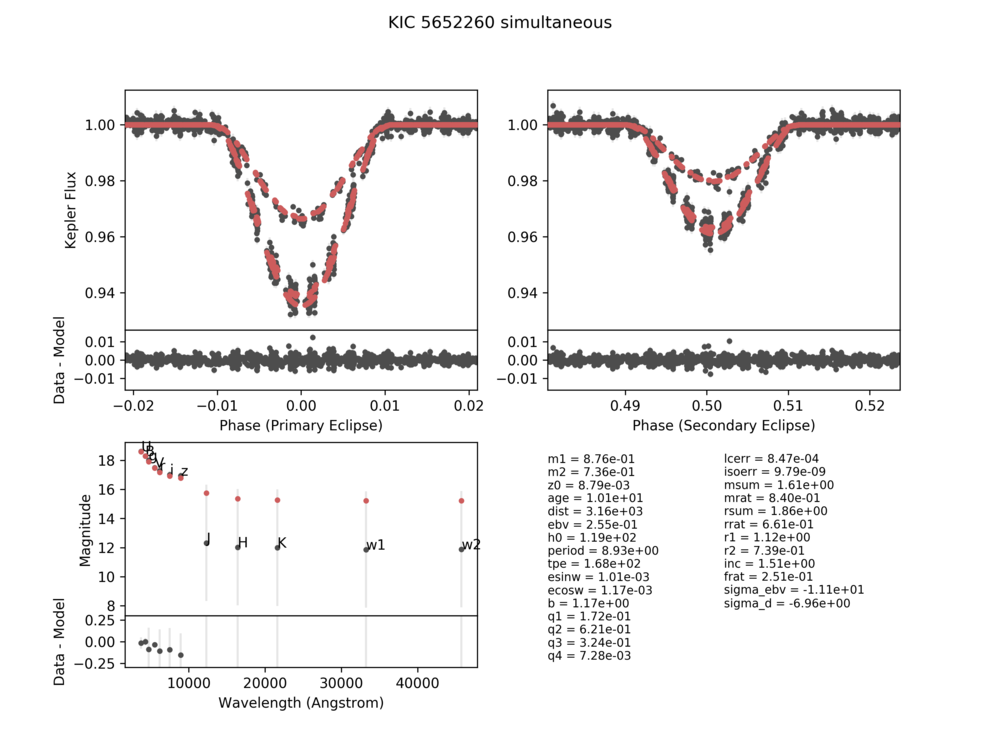 KIC 5652260 simultaneous
1.00
0.98
0.96
0.94
Kepler Flux
0.01
0.00
−0.01
Data - Model
−0.02
−0.01
0.00
0.01
0.02
Phase (Primary Eclipse)
1.00
0.98
0.96
0.94
0.01
0.00
−0.01
0.49
0.50
0.51
0.52
Phase (Secondary Eclipse)
18
16
14
12
10
8
Magnitude
g
V
r
i
z
J
H
K
w1
w2
0.25
0.00
−0.25
Data - Model
10000
20000
30000
40000
Wavelength (Angstrom)
m1 = 8.76e-01
m2 = 7.36e-01
z0 = 8.79e-03
age = 1.01e+01
dist = 3.16e+03
ebv = 2.55e-01
h0 = 1.19e+02
period = 8.93e+00
tpe = 1.68e+02
esinw = 1.01e-03
ecosw = 1.17e-03
b = 1.17e+00
q1 = 1.72e-01
q2 = 6.21e-01
q3 = 3.24e-01
q4 = 7.28e-03
lcerr = 8.47e-04
isoerr = 9.79e-09
msum = 1.61e+00
mrat = 8.40e-01
rsum = 1.86e+00
rrat = 6.61e-01
r1 = 1.12e+00
r2 = 7.39e-01
inc = 1.51e+00
frat = 2.51e-01
sigma_ebv = -1.11e+01
sigma_d = -6.96e+00